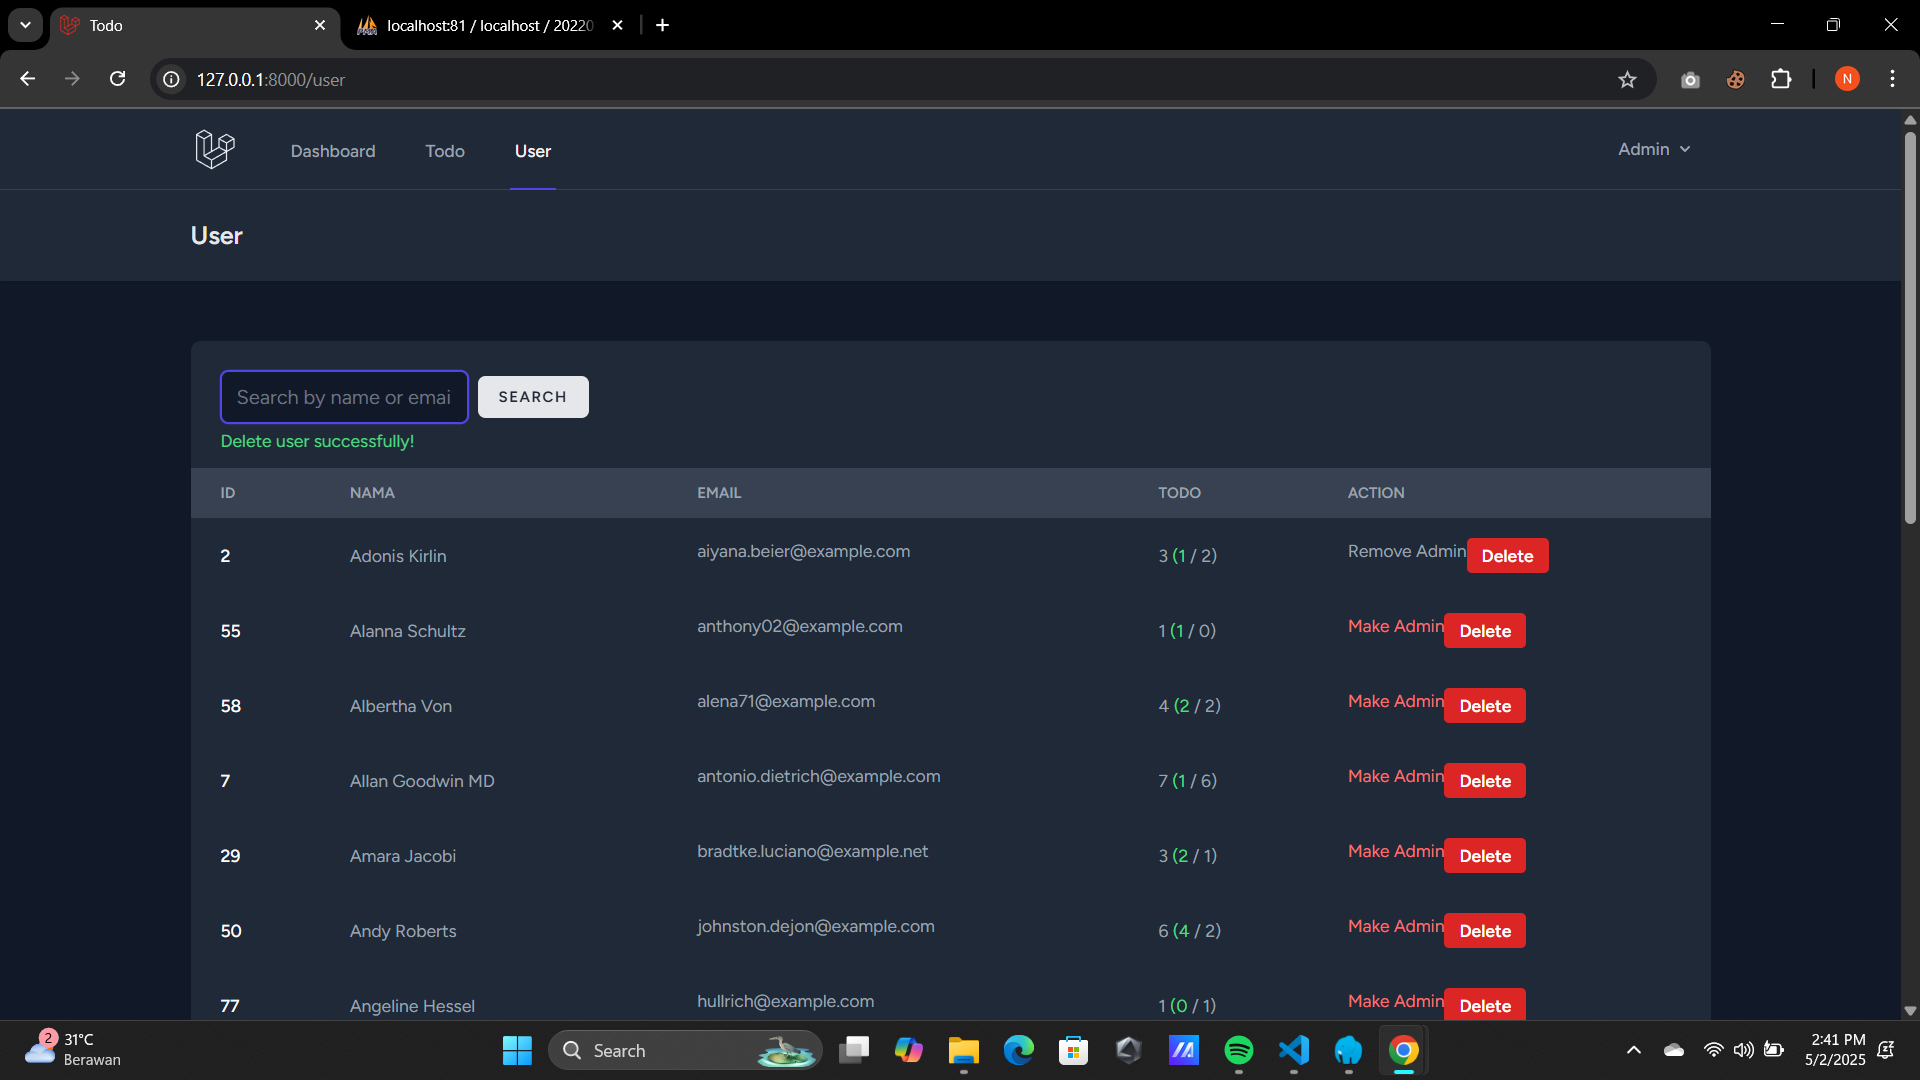 Todo
localhost:81 / localhost / 20220
127.0.0.1:8000/user
N
Dashboard
Todo
User
Admin
User
Search by name or emai
SEARCH
Delete user successfully!
ID NAMA EMAIL TODO ACTION
2 Adonis Kirlin aiyana.beier@example.com 3 (1 / 2) Remove Admin Delete
55 Alanna Schultz anthony02@example.com 1 (1 / 0) Make Admin Delete
58 Albertha Von alena71@example.com 4 (2 / 2) Make Admin Delete
7 Allan Goodwin MD antonio.dietrich@example.com 7 (1 / 6) Make Admin Delete
29 Amara Jacobi bradtke.luciano@example.net 3 (2 / 1) Make Admin Delete
50 Andy Roberts johnston.dejon@example.com 6 (4 / 2) Make Admin Delete
77 Angeline Hessel hullrich@example.com 1 (0 / 1) Make Admin Delete
2
31°C
Berawan
Search
2:41 PM
5/2/2025